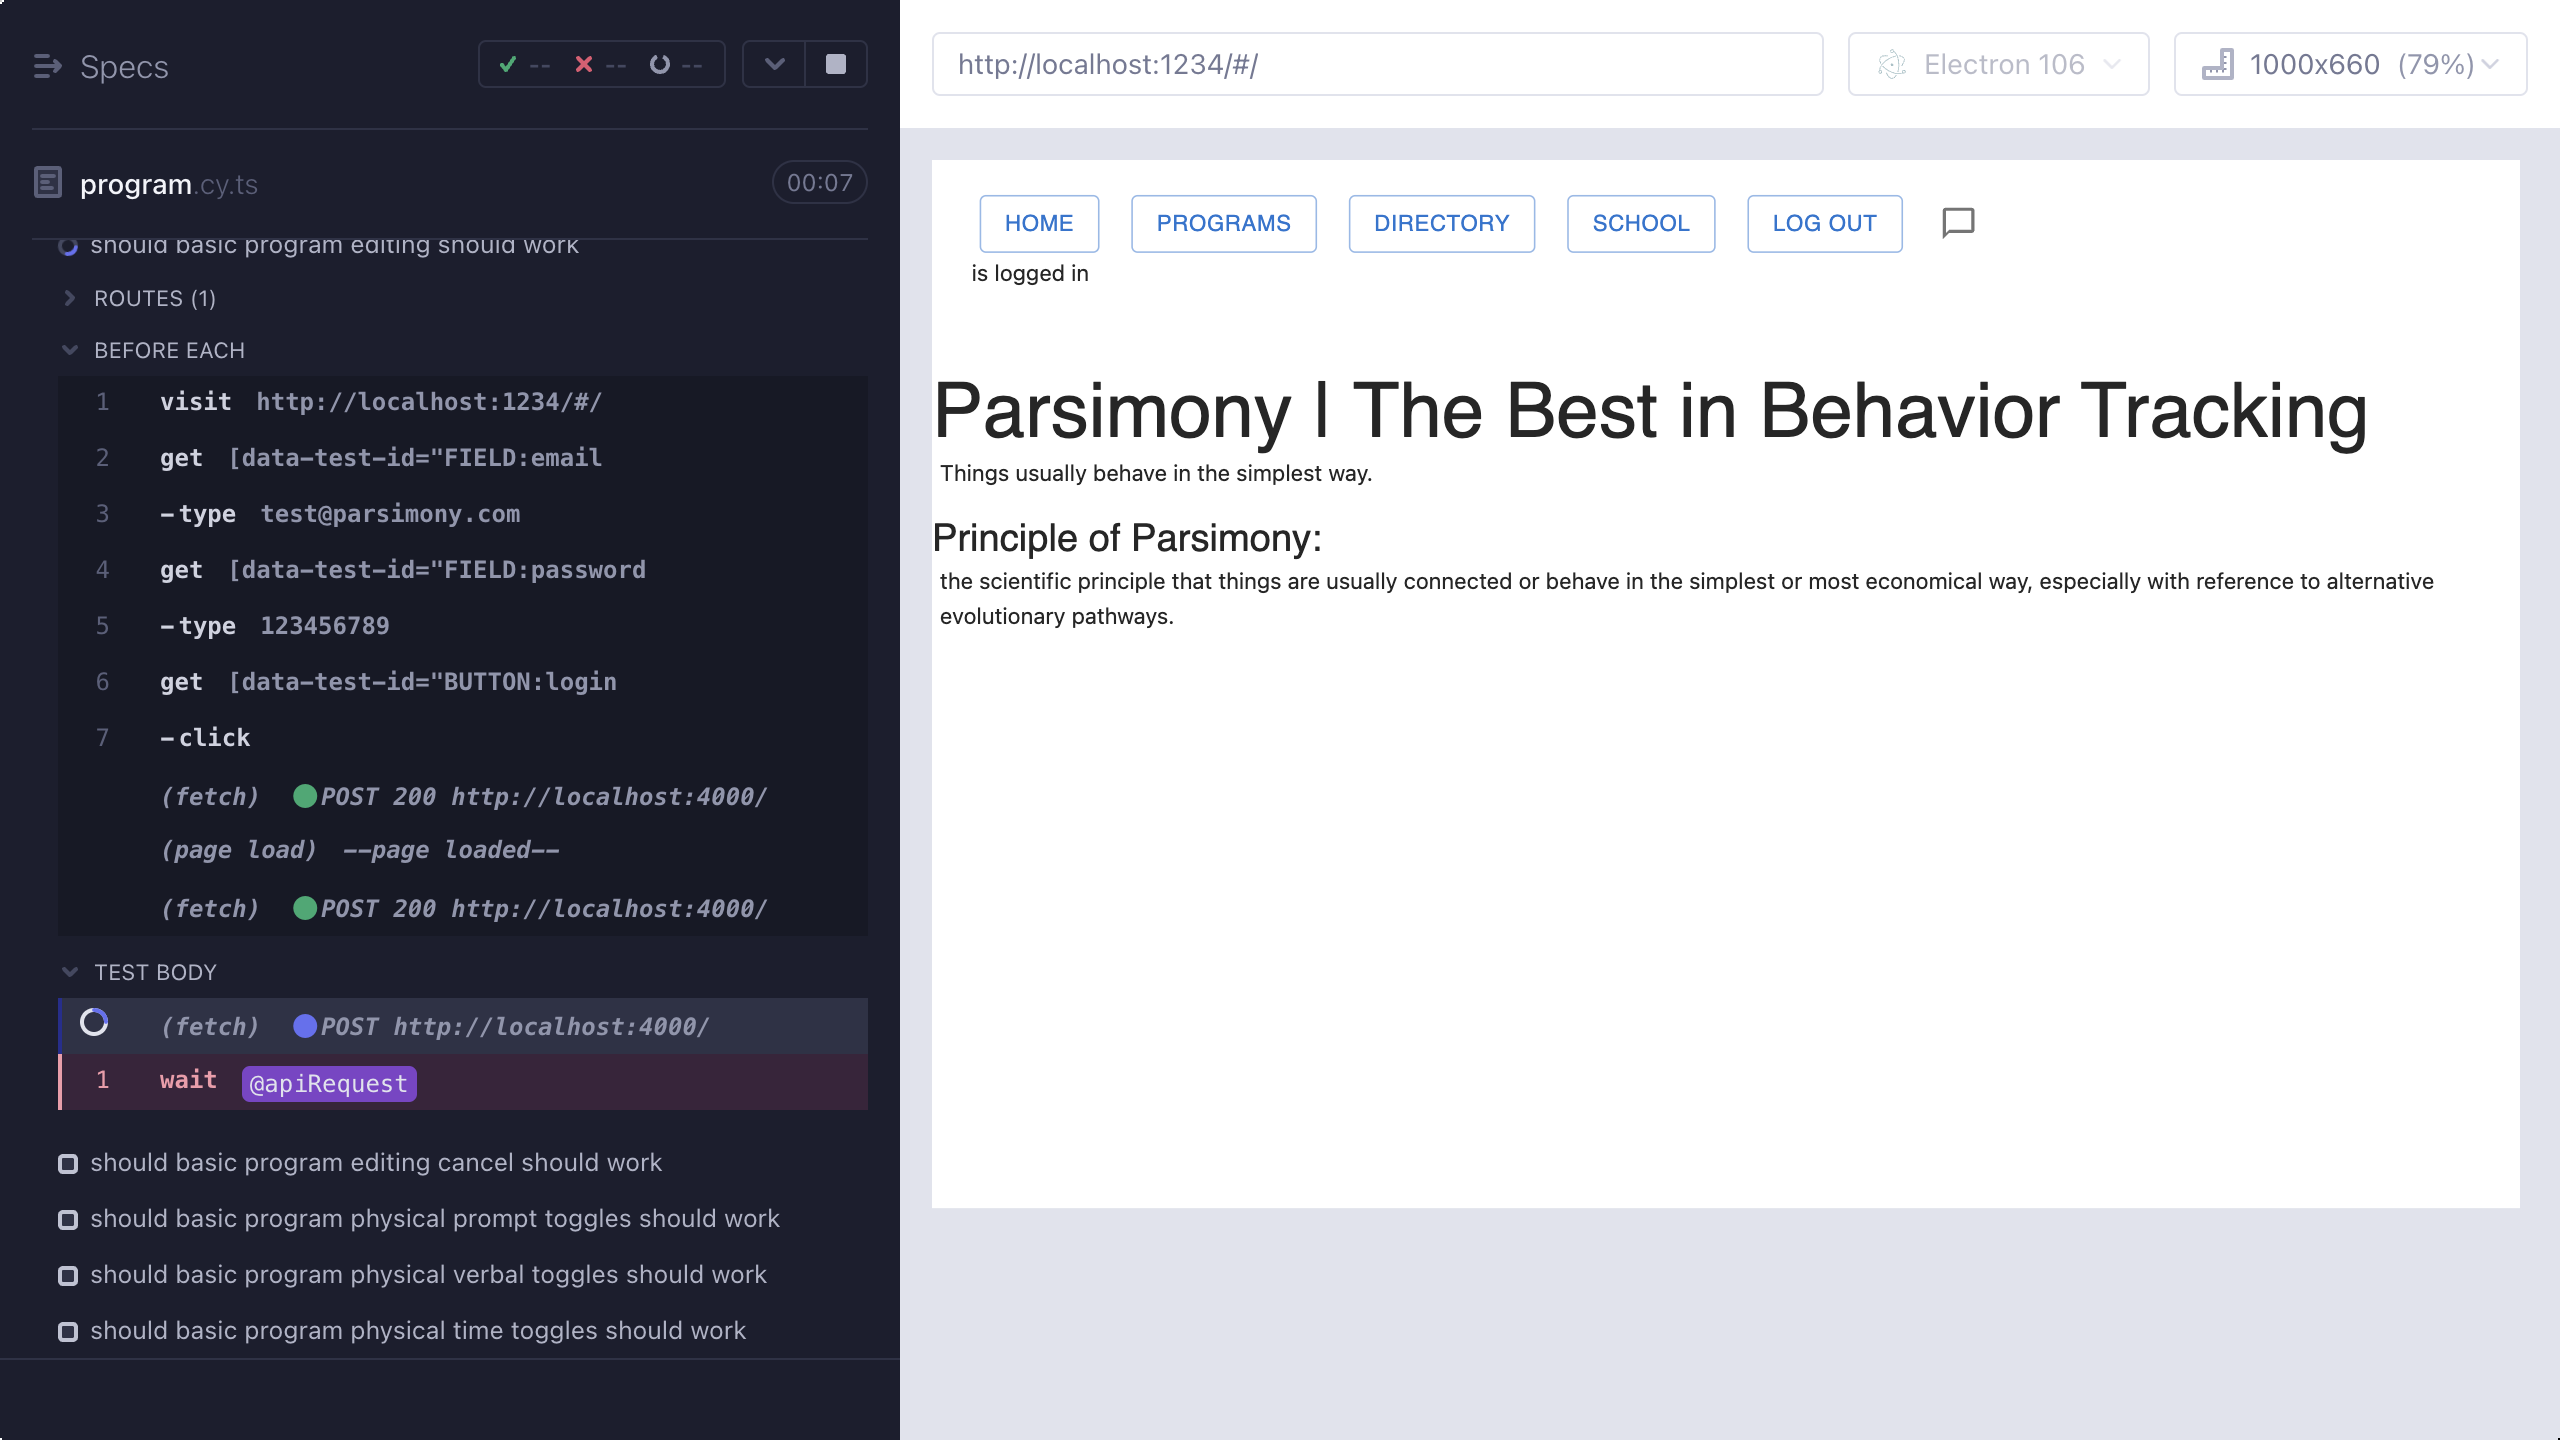 Specs
-- -- --
program.cy.ts 00:07
should basic program editing should work
ROUTES (1)
BEFORE EACH
1 visit http://localhost:1234/#/
2 get [data-test-id="FIELD:email
3 -type test@parsimony.com
4 get [data-test-id="FIELD:password
5 -type 123456789
6 get [data-test-id="BUTTON:login
7 -click
(fetch) POST 200 http://localhost:4000/
(page load) --page loaded--
(fetch) POST 200 http://localhost:4000/
TEST BODY
(fetch) POST http://localhost:4000/
1 wait @apiRequest
should basic program editing cancel should work
should basic program physical prompt toggles should work
should basic program physical verbal toggles should work
should basic program physical time toggles should work
http://localhost:1234/#/ Electron 106 1000x660 (79%)
HOME PROGRAMS DIRECTORY SCHOOL LOG OUT
is logged in
Parsimony | The Best in Behavior Tracking
Things usually behave in the simplest way.
Principle of Parsimony:
the scientific principle that things are usually connected or behave in the simplest or most economical way, especially with reference to alternative
evolutionary pathways.